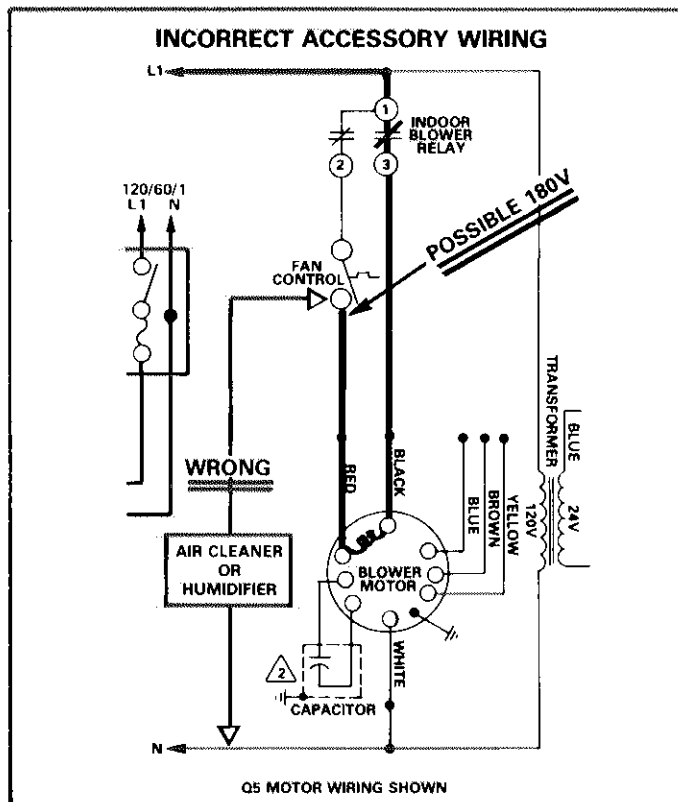 INCORRECT ACCESSORY WIRING
L1
1
INDOOR
BLOWER
RELAY
2
3
120/60/1
L1 N
POSSIBLE 180V
FAN
CONTROL
WRONG
RED
BLACK
BLUE
BROWN
YELLOW
TRANSFORMER
120V
24V
BLUE
AIR CLEANER
OR
HUMIDIFIER
BLOWER
MOTOR
2
WHITE
CAPACITOR
N
Q5 MOTOR WIRING SHOWN